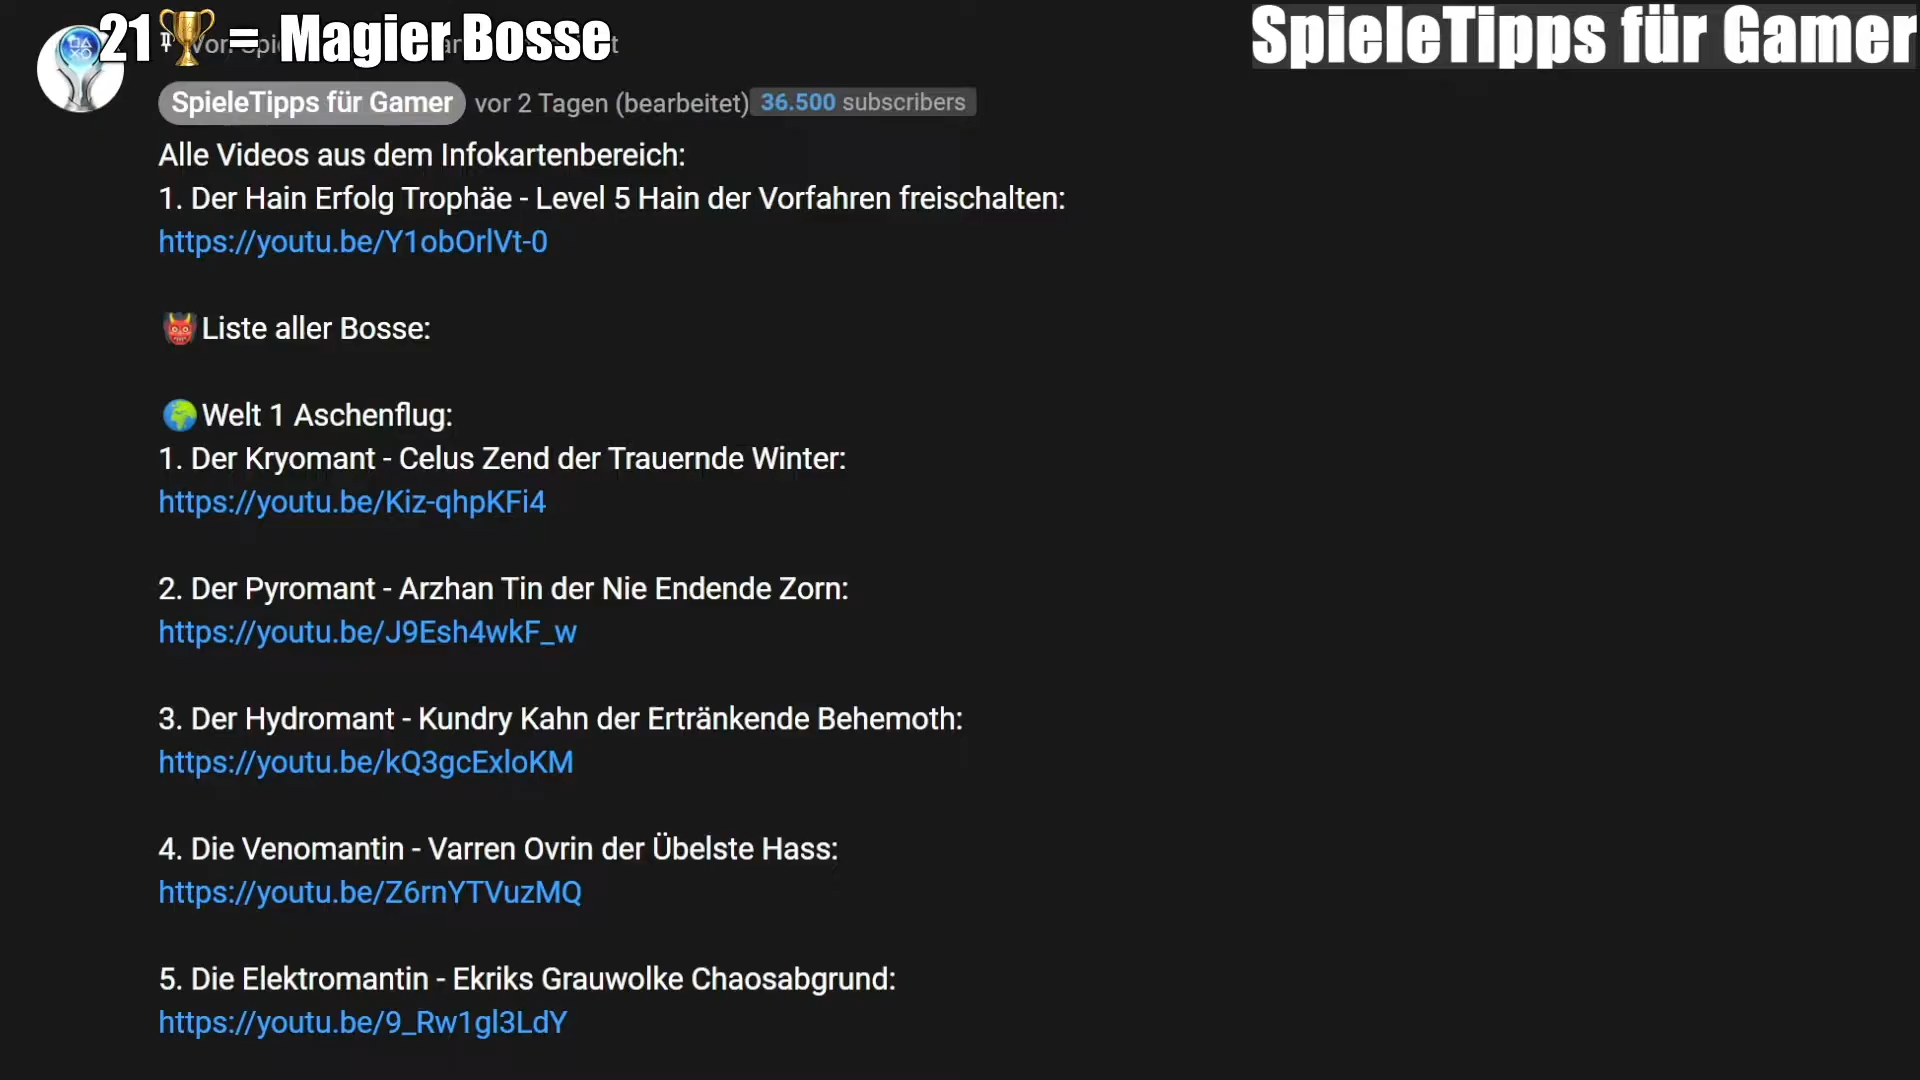 21 = Magier Bosse
SpieleTipps für Gamer
SpieleTipps für Gamer vor 2 Tagen (bearbeitet) 36.500 subscribers
Alle Videos aus dem Infokartenbereich:
1. Der Hain Erfolg Trophäe - Level 5 Hain der Vorfahren freischalten:
https://youtu.be/Y1obOrlVt-0
Liste aller Bosse:
Welt 1 Aschenflug:
1. Der Kryomant - Celus Zend der Trauernde Winter:
https://youtu.be/Kiz-qhpKFi4
2. Der Pyromant - Arzhan Tin der Nie Endende Zorn:
https://youtu.be/J9Esh4wkF_w
3. Der Hydromant - Kundry Kahn der Ertränkende Behemoth:
https://youtu.be/kQ3gcExloKM
4. Die Venomantin - Varren Ovrin der Übelste Hass:
https://youtu.be/Z6rnYTVuzMQ
5. Die Elektromantin - Ekriks Grauwolke Chaosabgrund:
https://youtu.be/9_Rw1gl3LdY